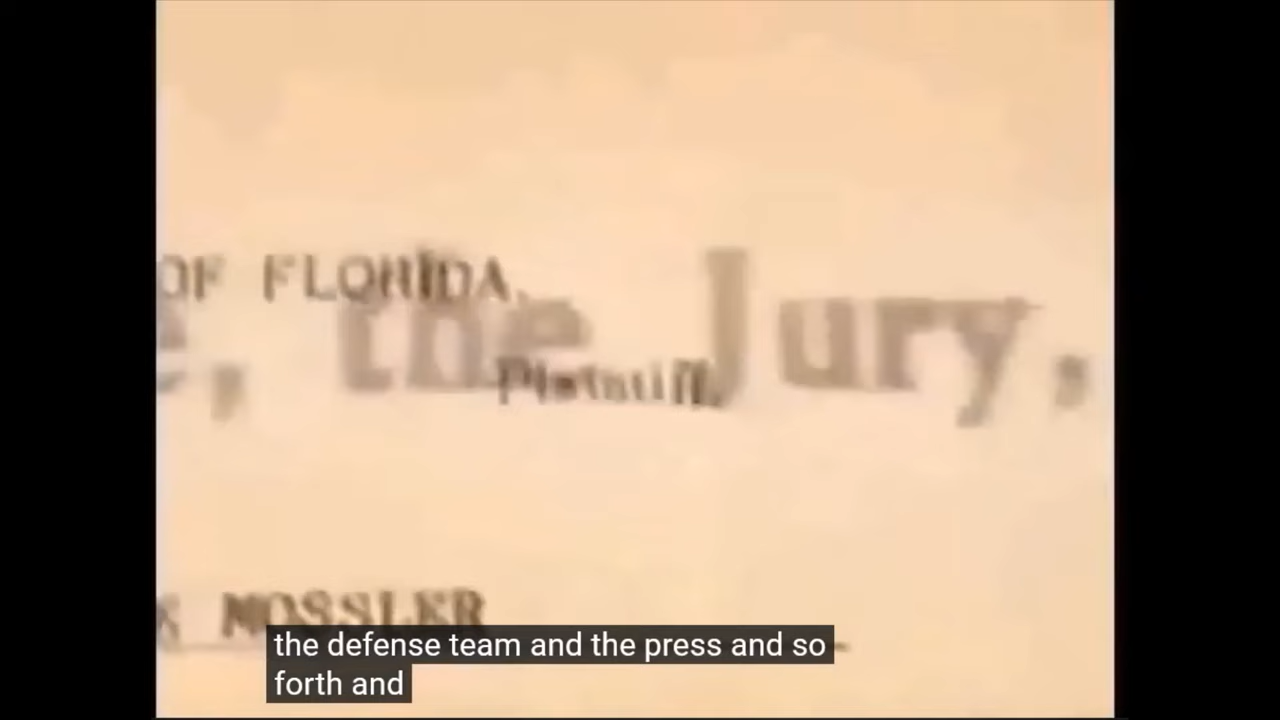 OF FLORIDA,
e, the Jury,
Plaintiff,
MOSSLER
the defense team and the press and so
forth and